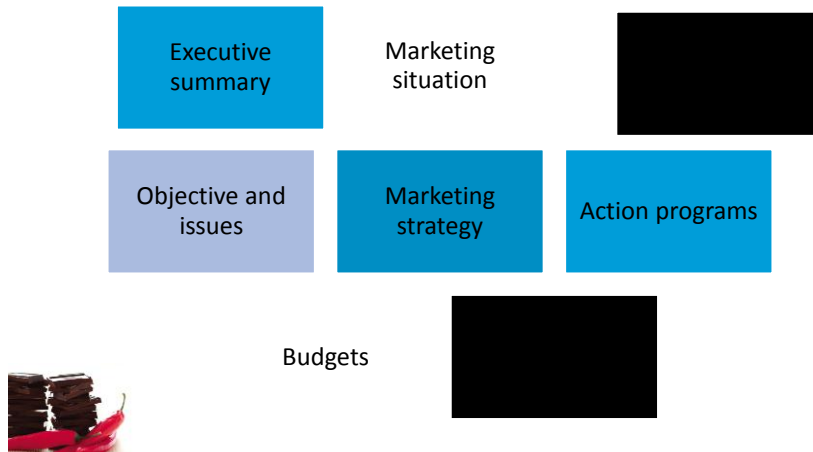 Executive
summary
Marketing
situation
Objective and
issues
Marketing
strategy
Action programs
Budgets